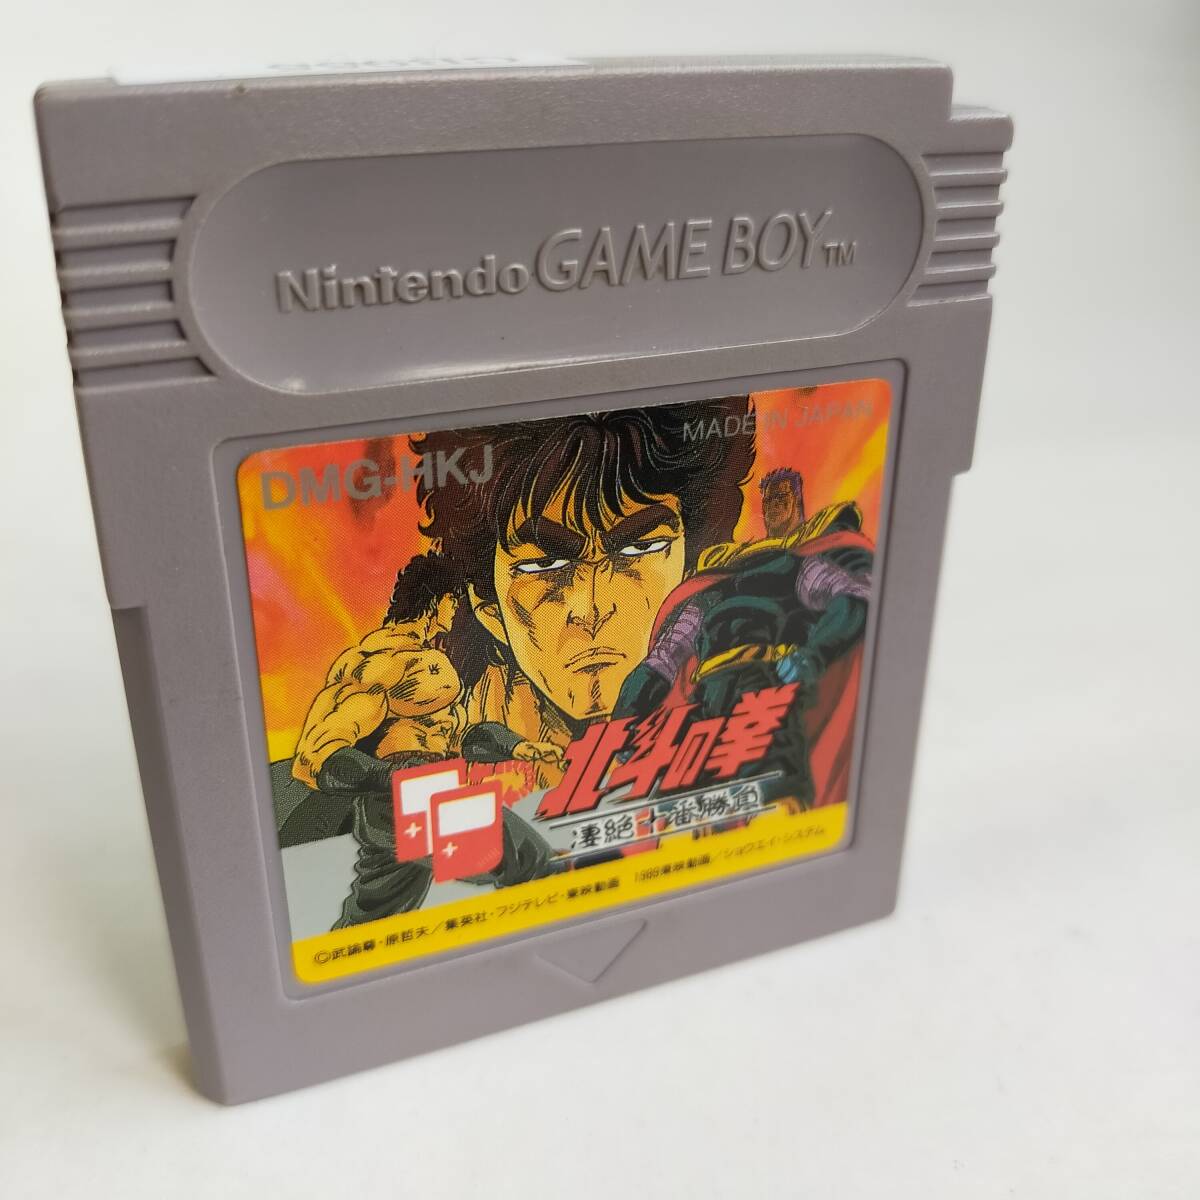 Nintendo GAME BOY TM
DMG-HKJ
MADE IN JAPAN
北斗の拳
凄絶十番勝負
©武論尊・原哲夫/集英社・フジテレビ・東映動画 1989東映動画/ショウエイ・システム